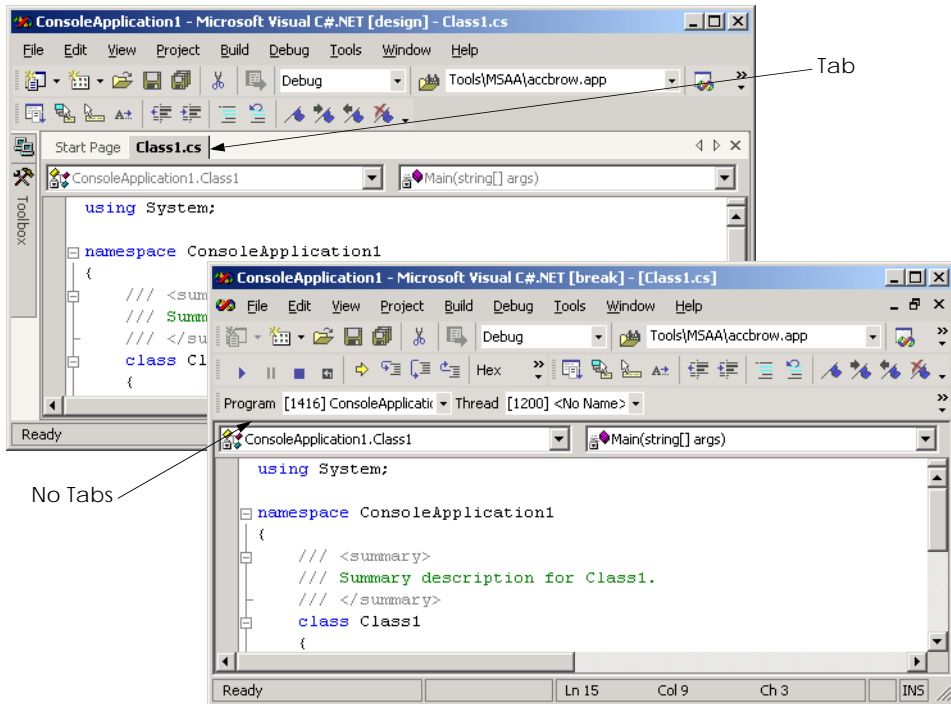 ConsoleApplication1 - Microsoft Visual C#.NET [design] - Class1.cs
File Edit View Project Build Debug Tools Window Help
Debug Tools\MSAA\accbrow.app
Tab
Start Page Class1.cs
ConsoleApplication1.Class1 Main(string[] args)
Toolbox
using System;
namespace ConsoleApplication1
{
/// <sum
/// Summ
/// </su
class Cl
{
Ready
No Tabs
ConsoleApplication1 - Microsoft Visual C#.NET [break] - [Class1.cs]
File Edit View Project Build Debug Tools Window Help
Debug Tools\MSAA\accbrow.app
Hex
Program [1416] ConsoleApplicatic Thread [1200] <No Name>
ConsoleApplication1.Class1 Main(string[] args)
using System;
namespace ConsoleApplication1
{
/// <summary>
/// Summary description for Class1.
/// </summary>
class Class1
{
Ready Ln 15 Col 9 Ch 3 INS